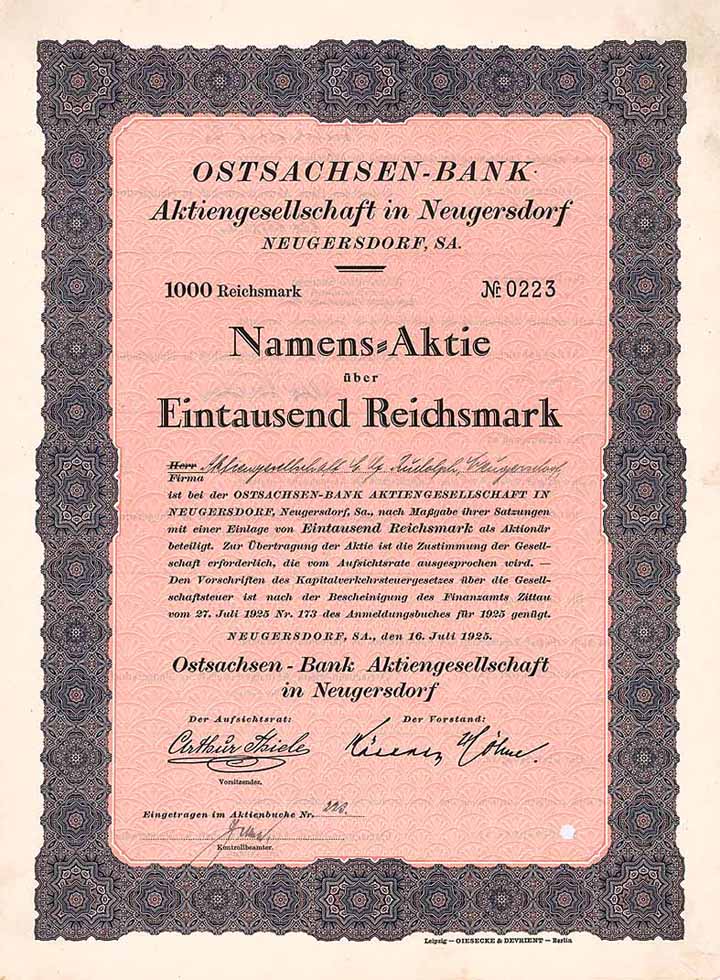 OSTSACHSEN-BANK
Aktiengesellschaft in Neugersdorf
NEUGERSDORF, SA.
1000 Reichsmark № 0223
Namens-Aktie
über
Eintausend Reichsmark
Herr Aktiengesellschaft C. G. Rudolph, Neugersdorf
Firma
ist bei der OSTSACHSEN-BANK AKTIENGESELLSCHAFT IN
NEUGERSDORF, Neugersdorf, Sa., nach Maßgabe ihrer Satzungen
mit einer Einlage von Eintausend Reichsmark als Aktionär
beteiligt. Zur Übertragung der Aktie ist die Zustimmung der Gesell-
schaft erforderlich, die vom Aufsichtsrate ausgesprochen wird. —
Den Vorschriften des Kapitalverkehrsteuergesetzes über die Gesell-
schaftsteuer ist nach der Bescheinigung des Finanzamts Zittau
vom 27. Juli 1925 Nr. 173 des Anmeldungsbuches für 1925 genügt.
NEUGERSDORF, SA., den 16. Juli 1925.
Ostsachsen-Bank Aktiengesellschaft
in Neugersdorf
Der Aufsichtsrat: Der Vorstand:
Arthur Thiele Höhne.
Vorsitzender.
Eingetragen im Aktienbuche Nr. 223.
Kontrollbeamter.
Leipzig — GIESECKE & DEVRIENT — Berlin